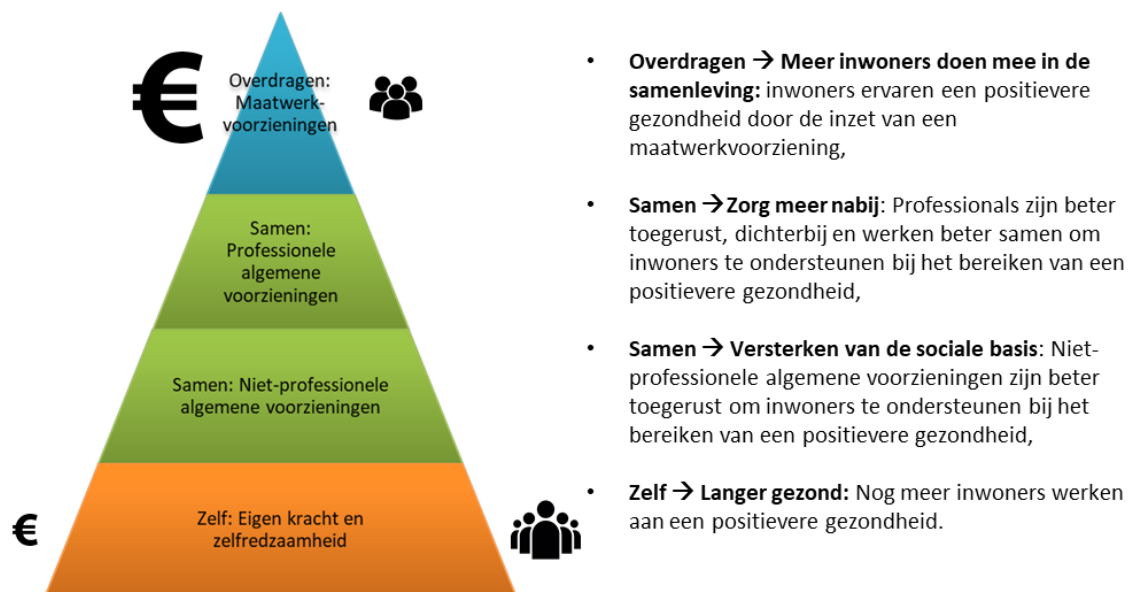 €
Overdragen:
Maatwerk-
voorzieningen
Samen:
Professionele
algemene
voorzieningen
Samen: Niet-professionele
algemene voorzieningen
€
Zelf: Eigen kracht en
zelfredzaamheid
• Overdragen → Meer inwoners doen mee in de
samenleving: inwoners ervaren een positievere
gezondheid door de inzet van een
maatwerkvoorziening,
• Samen → Zorg meer nabij: Professionals zijn beter
toegerust, dichterbij en werken beter samen om
inwoners te ondersteunen bij het bereiken van een
positievere gezondheid,
• Samen → Versterken van de sociale basis: Niet-
professionele algemene voorzieningen zijn beter
toegerust om inwoners te ondersteunen bij het
bereiken van een positievere gezondheid,
• Zelf → Langer gezond: Nog meer inwoners werken
aan een positievere gezondheid.